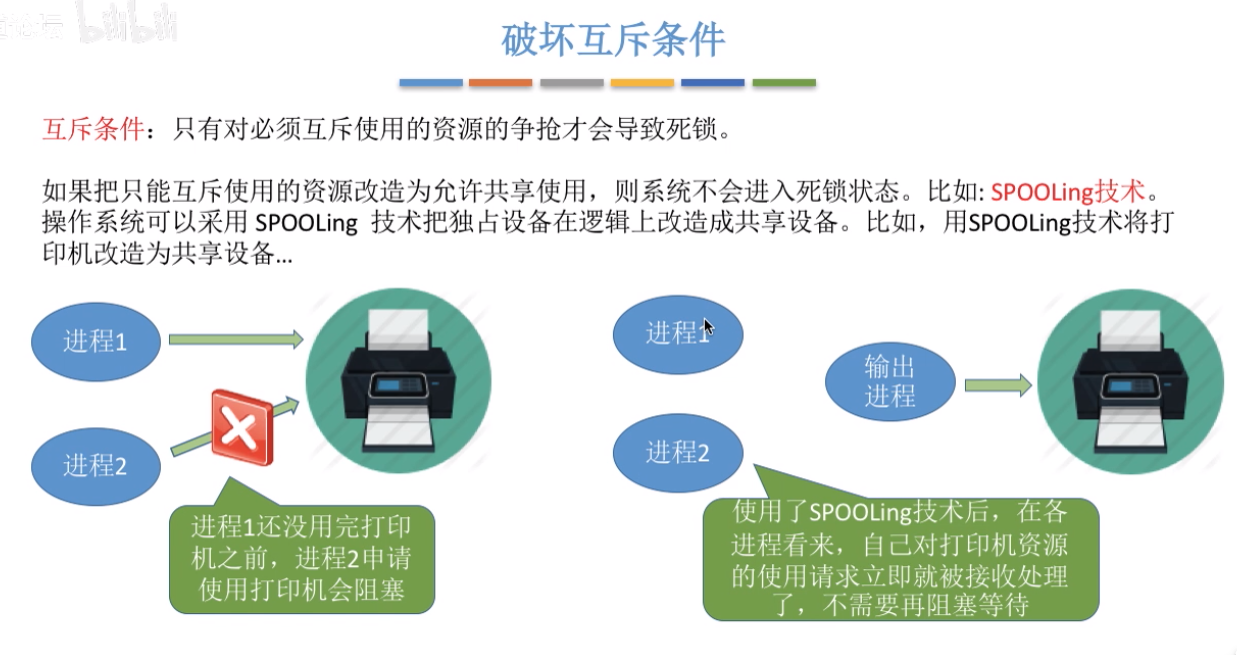 bilibili
破坏互斥条件
互斥条件：只有对必须互斥使用的资源的争抢才会导致死锁。
如果把只能互斥使用的资源改造为允许共享使用，则系统不会进入死锁状态。比如: SPOOLing技术。
操作系统可以采用 SPOOLing 技术把独占设备在逻辑上改造成共享设备。比如，用SPOOLing技术将打
印机改造为共享设备...
进程1
进程2
进程1还没用完打印
机之前，进程2申请
使用打印机会阻塞
进程1
进程2
输出
进程
使用了SPOOLing技术后，在各
进程看来，自己对打印机资源
的使用请求立即就被接收处理
了，不需要再阻塞等待